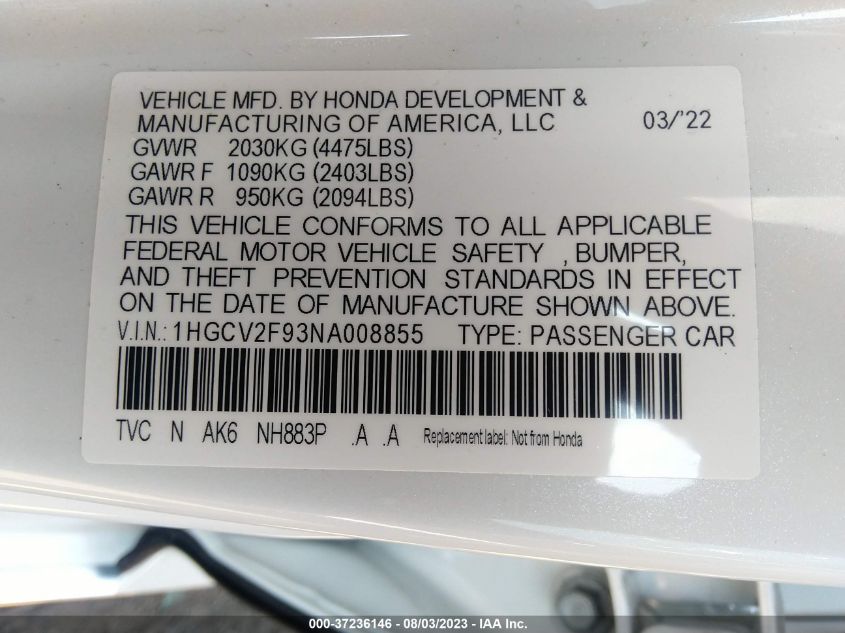 VEHICLE MFD. BY HONDA DEVELOPMENT &
MANUFACTURING OF AMERICA, LLC 03/'22
GVWR 2030KG (4475LBS)
GAWR F 1090KG (2403LBS)
GAWR R 950KG (2094LBS)
THIS VEHICLE CONFORMS TO ALL APPLICABLE
FEDERAL MOTOR VEHICLE SAFETY , BUMPER,
AND THEFT PREVENTION STANDARDS IN EFFECT
ON THE DATE OF MANUFACTURE SHOWN ABOVE.
V.I.N.: 1HGCV2F93NA008855 TYPE: PASSENGER CAR
TVC N AK6 NH883P .A .A Replacement label: Not from Honda
000-37236146 - 08/03/2023 - IAA Inc.